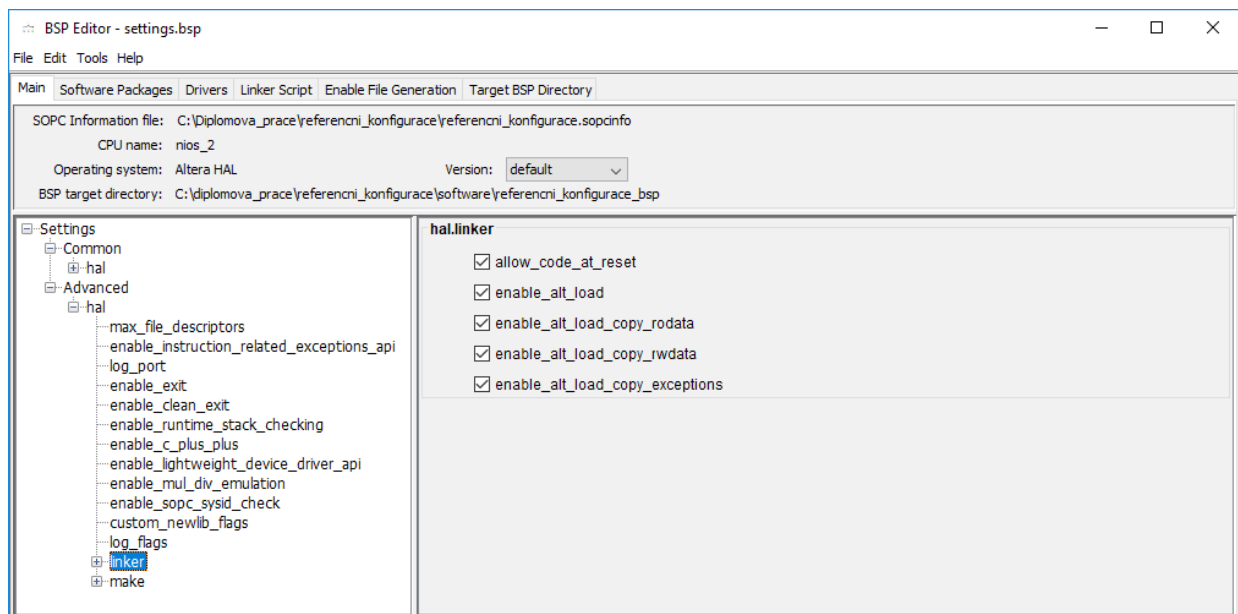 BSP Editor - settings.bsp
File Edit Tools Help
Main Software Packages Drivers Linker Script Enable File Generation Target BSP Directory
SOPC Information file: C:\Diplomova_prace\referencni_konfigurace\referencni_konfigurace.sopcinfo
CPU name: nios_2
Operating system: Altera HAL Version: default
BSP target directory: C:\diplomova_prace\referencni_konfigurace\software\referencni_konfigurace_bsp
Settings
Common
hal
Advanced
hal
max_file_descriptors
enable_instruction_related_exceptions_api
log_port
enable_exit
enable_clean_exit
enable_runtime_stack_checking
enable_c_plus_plus
enable_lightweight_device_driver_api
enable_mul_div_emulation
enable_sopc_sysid_check
custom_newlib_flags
log_flags
linker
make
hal.linker
allow_code_at_reset
enable_alt_load
enable_alt_load_copy_rodata
enable_alt_load_copy_rwdata
enable_alt_load_copy_exceptions